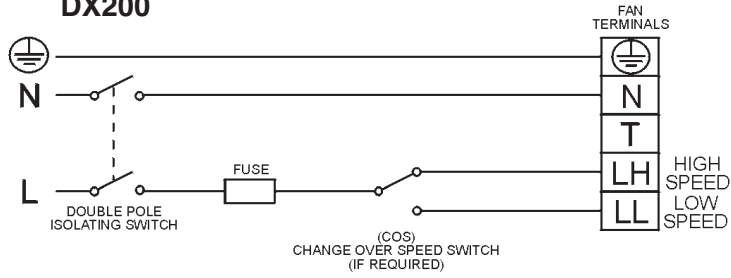 DX200
FAN
TERMINALS
N
N
T
FUSE
LH
HIGH
SPEED
L
LL
LOW
SPEED
DOUBLE POLE
ISOLATING SWITCH
(COS)
CHANGE OVER SPEED SWITCH
(IF REQUIRED)